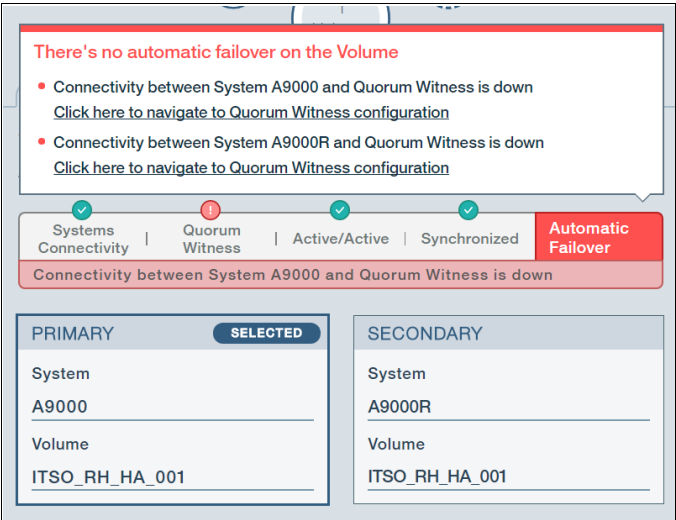 There's no automatic failover on the Volume
• Connectivity between System A9000 and Quorum Witness is down
Click here to navigate to Quorum Witness configuration
• Connectivity between System A9000R and Quorum Witness is down
Click here to navigate to Quorum Witness configuration
Systems Connectivity | Quorum Witness | Active/Active | Synchronized
Automatic Failover
Connectivity between System A9000 and Quorum Witness is down
PRIMARY SELECTED
System
A9000
Volume
ITSO_RH_HA_001
SECONDARY
System
A9000R
Volume
ITSO_RH_HA_001